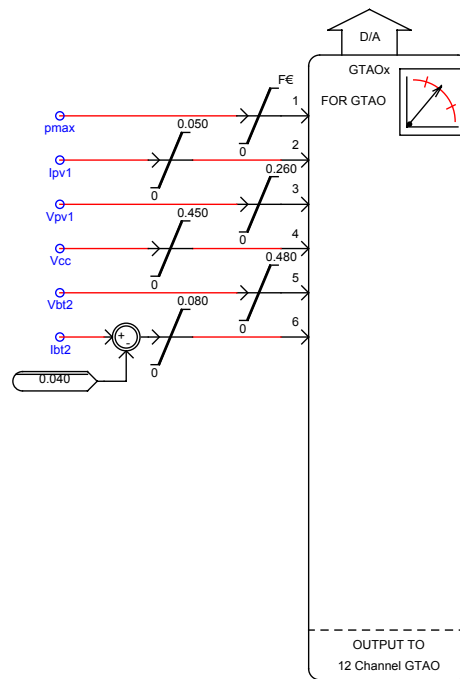 D/A
GTAOx
FOR GTAO
F€
1
pmax
0
0.050
2
Ipv1
0
0.260
3
Vpv1
0
0.450
4
Vcc
0
0.480
5
Vbt2
0
0.080
6
Ibt2
+
-
0
0.040
OUTPUT TO
12 Channel GTAO